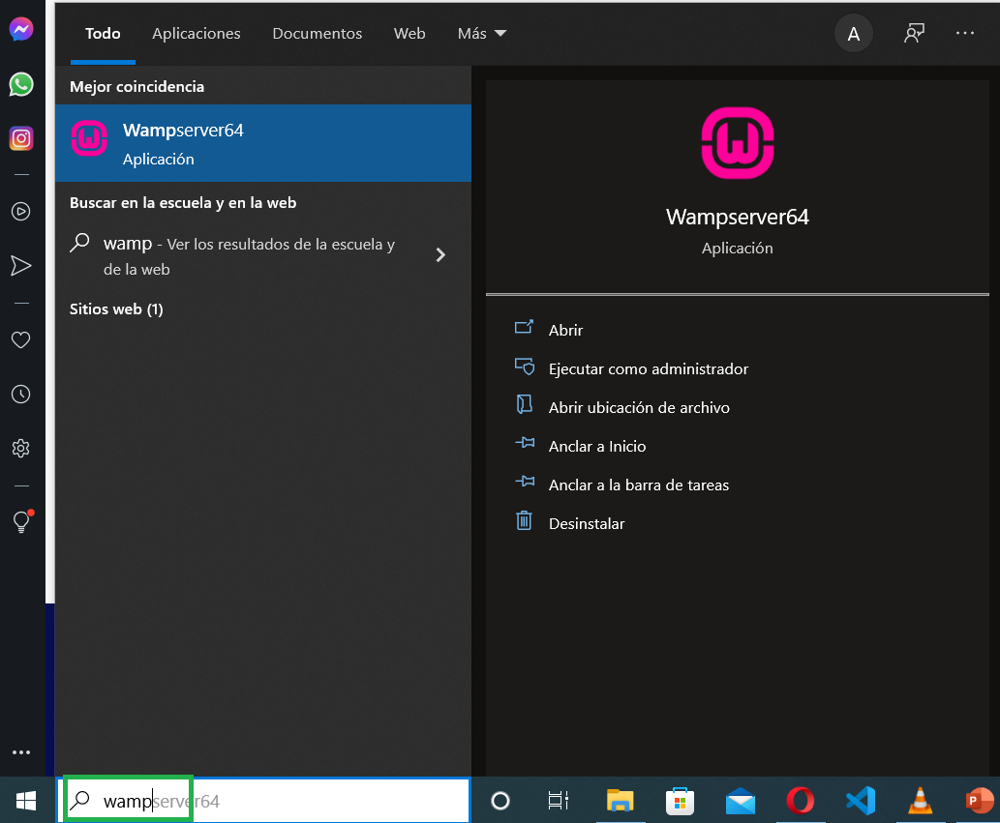 Todo Aplicaciones Documentos Web Más A ...
Mejor coincidencia
Wampserver64
Aplicación
Buscar en la escuela y en la web
wamp - Ver los resultados de la escuela y
de la web
Sitios web (1)
Wampserver64
Aplicación
Abrir
Ejecutar como administrador
Abrir ubicación de archivo
Anclar a Inicio
Anclar a la barra de tareas
Desinstalar
wampserver64
P